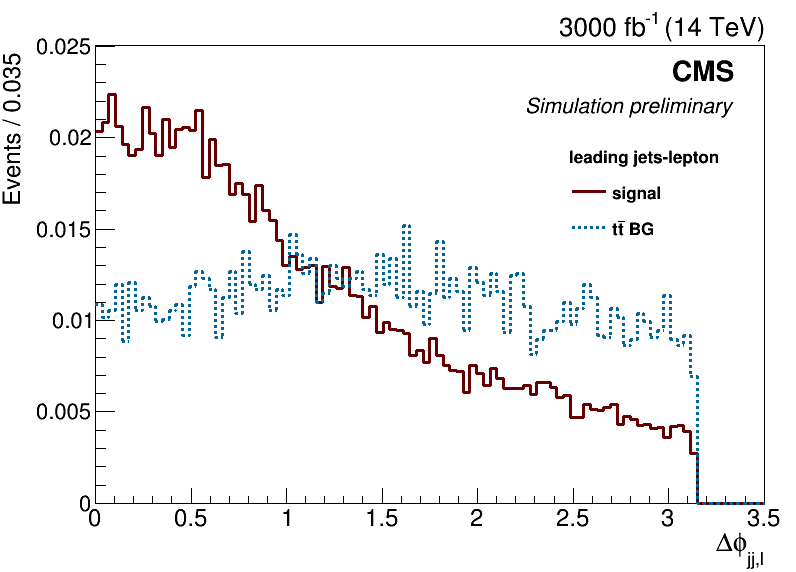 3000 fb⁻¹ (14 TeV)
CMS
Simulation preliminary
leading jets-lepton
signal
tt̄ BG
Events / 0.035
0.025
0.02
0.015
0.01
0.005
0
0 0.5 1 1.5 2 2.5 3 3.5
Δϕjj,l